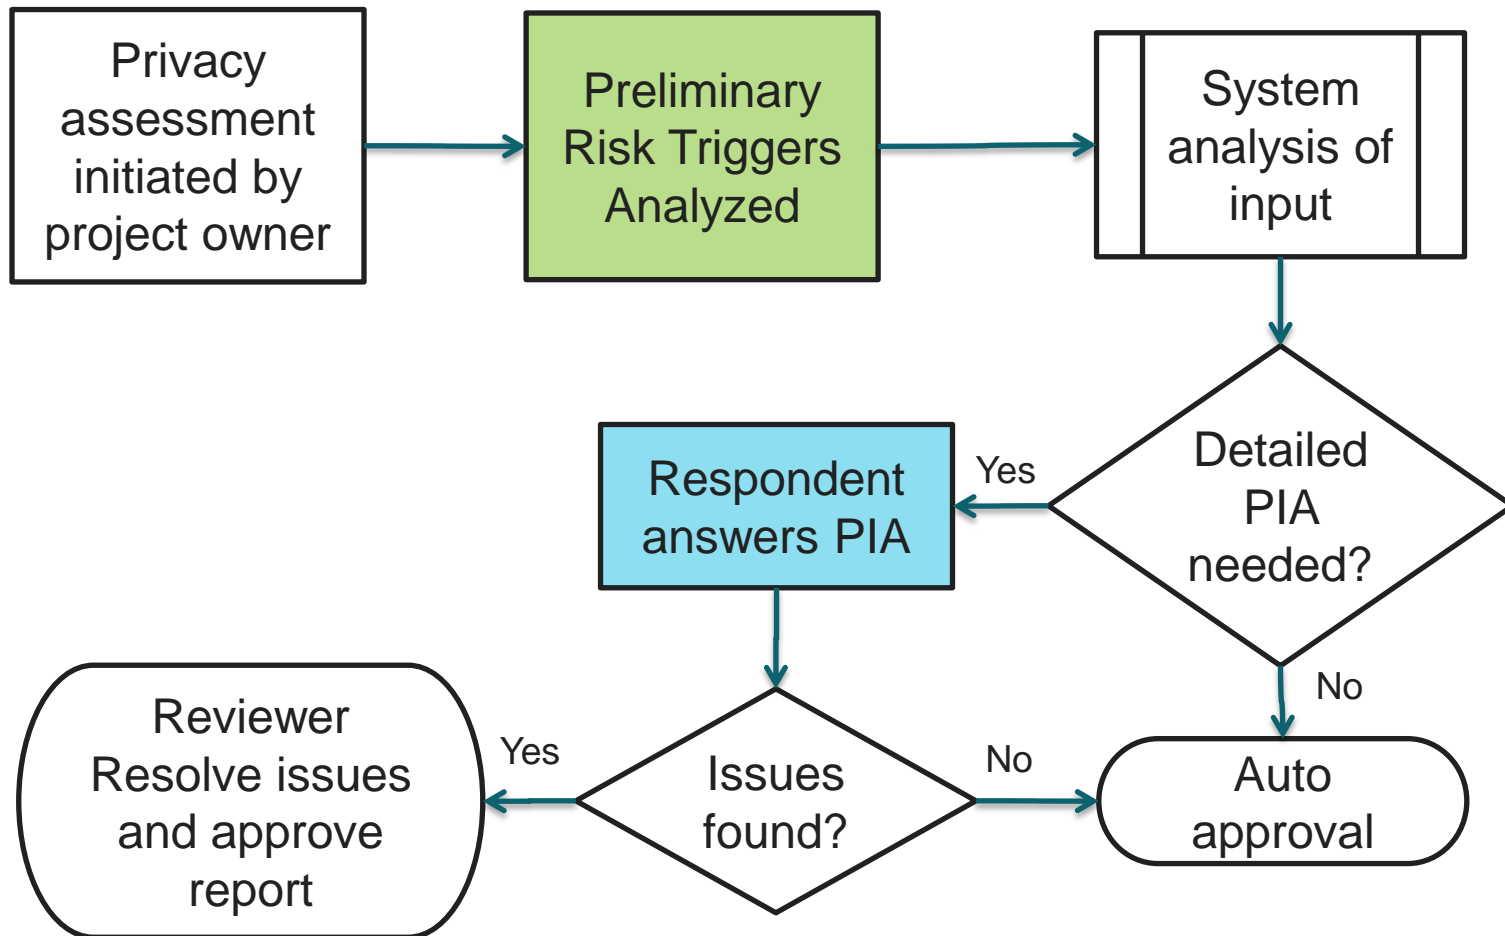 Privacy
assessment
initiated by
project owner
Preliminary
Risk Triggers
Analyzed
System
analysis of
input
Detailed
PIA
needed?
Yes
Respondent
answers PIA
No
Reviewer
Resolve issues
and approve
report
Yes
Issues
found?
No
Auto
approval